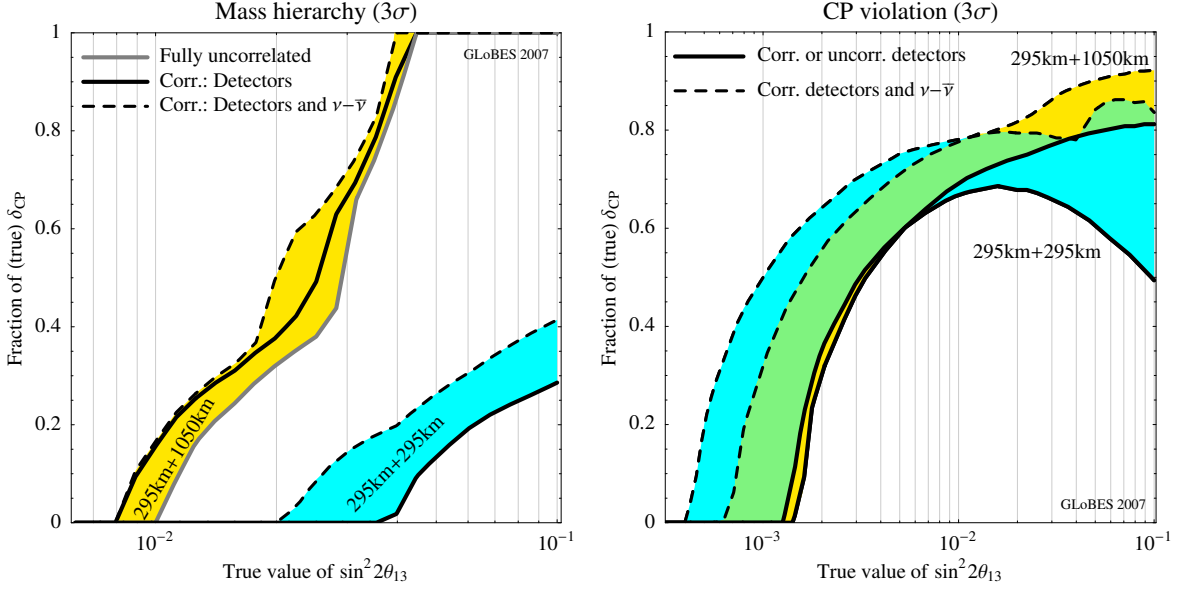 Mass hierarchy (3σ)
1
0.8
0.6
0.4
0.2
0
Fraction of (true) δCP
Fully uncorrelated
Corr.: Detectors
Corr.: Detectors and ν−ν̅
GLoBES 2007
295km+1050km
295km+295km
10⁻²
10⁻¹
True value of sin² 2θ₁₃
CP violation (3σ)
1
0.8
0.6
0.4
0.2
0
Fraction of (true) δCP
Corr. or uncorr. detectors
295km+1050km
Corr. detectors and ν−ν̅
295km+295km
GLoBES 2007
10⁻³
10⁻²
10⁻¹
True value of sin² 2θ₁₃